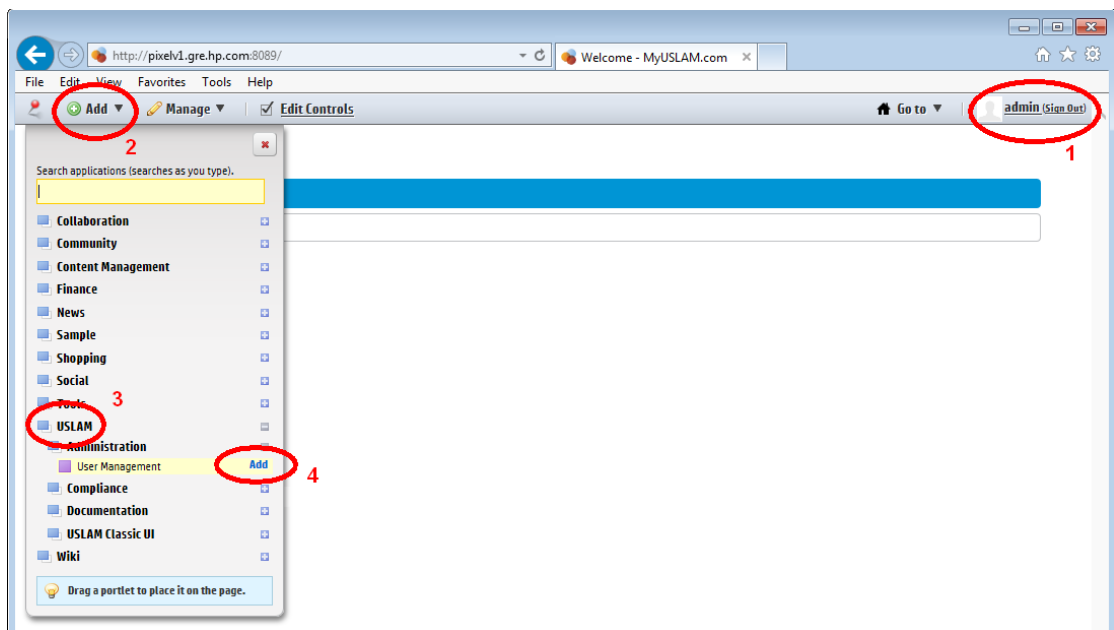 http://pixelv1.gre.hp.com:8089/
Welcome - MyUSLAM.com
File Edit View Favorites Tools Help
Add Manage Edit Controls Go to admin (Sign Out)
2
1
Search applications (searches as you type).
Collaboration
Community
Content Management
Finance
News
Sample
Shopping
Social
Tools
3
USLAM
Administration
User Management Add
4
Compliance
Documentation
USLAM Classic UI
Wiki
Drag a portlet to place it on the page.